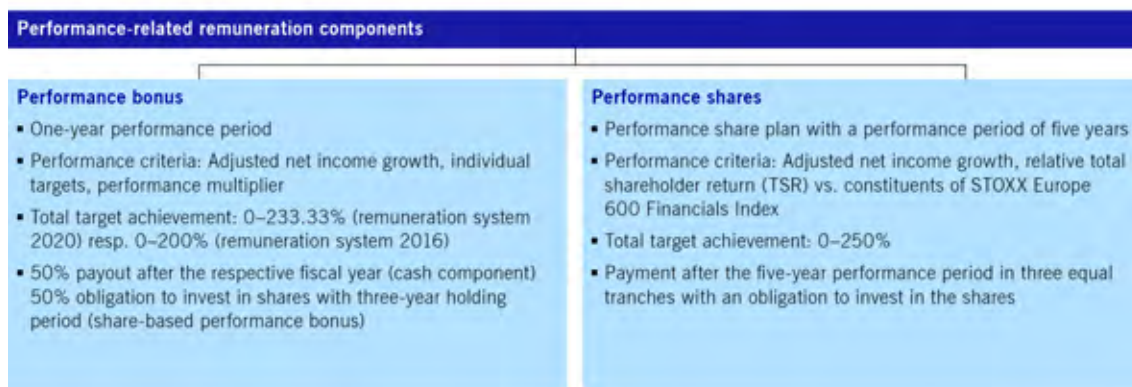 Performance-related remuneration components
Performance bonus
▪ One-year performance period
▪ Performance criteria: Adjusted net income growth, individual
targets, performance multiplier
▪ Total target achievement: 0–233.33% (remuneration system
2020) resp. 0–200% (remuneration system 2016)
▪ 50% payout after the respective fiscal year (cash component)
50% obligation to invest in shares with three-year holding
period (share-based performance bonus)
Performance shares
▪ Performance share plan with a performance period of five years
▪ Performance criteria: Adjusted net income growth, relative total
shareholder return (TSR) vs. constituents of STOXX Europe
600 Financials Index
▪ Total target achievement: 0–250%
▪ Payment after the five-year performance period in three equal
tranches with an obligation to invest in the shares